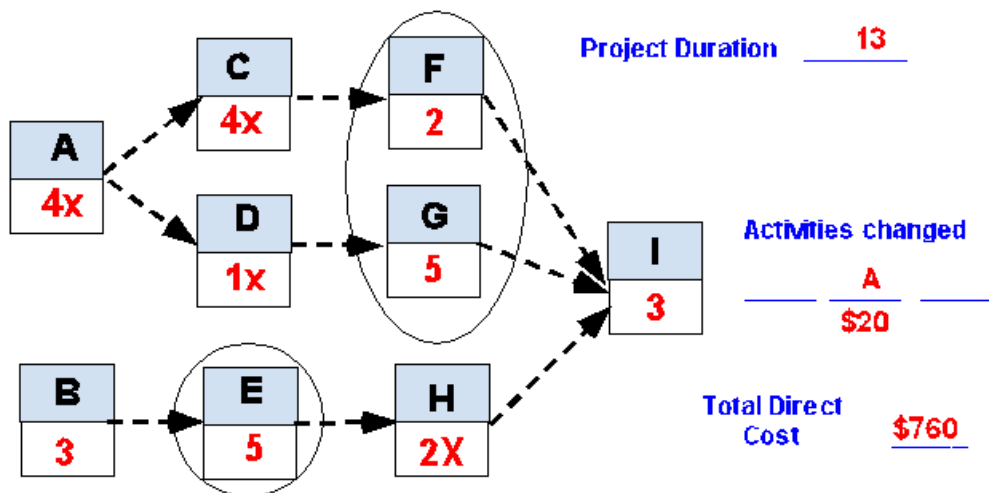 Project Duration 13
A
4x
C
4x
F
2
D
1x
G
5
I
3
Activities changed
A
$20
B
3
E
5
H
2X
Total Direct
Cost $760